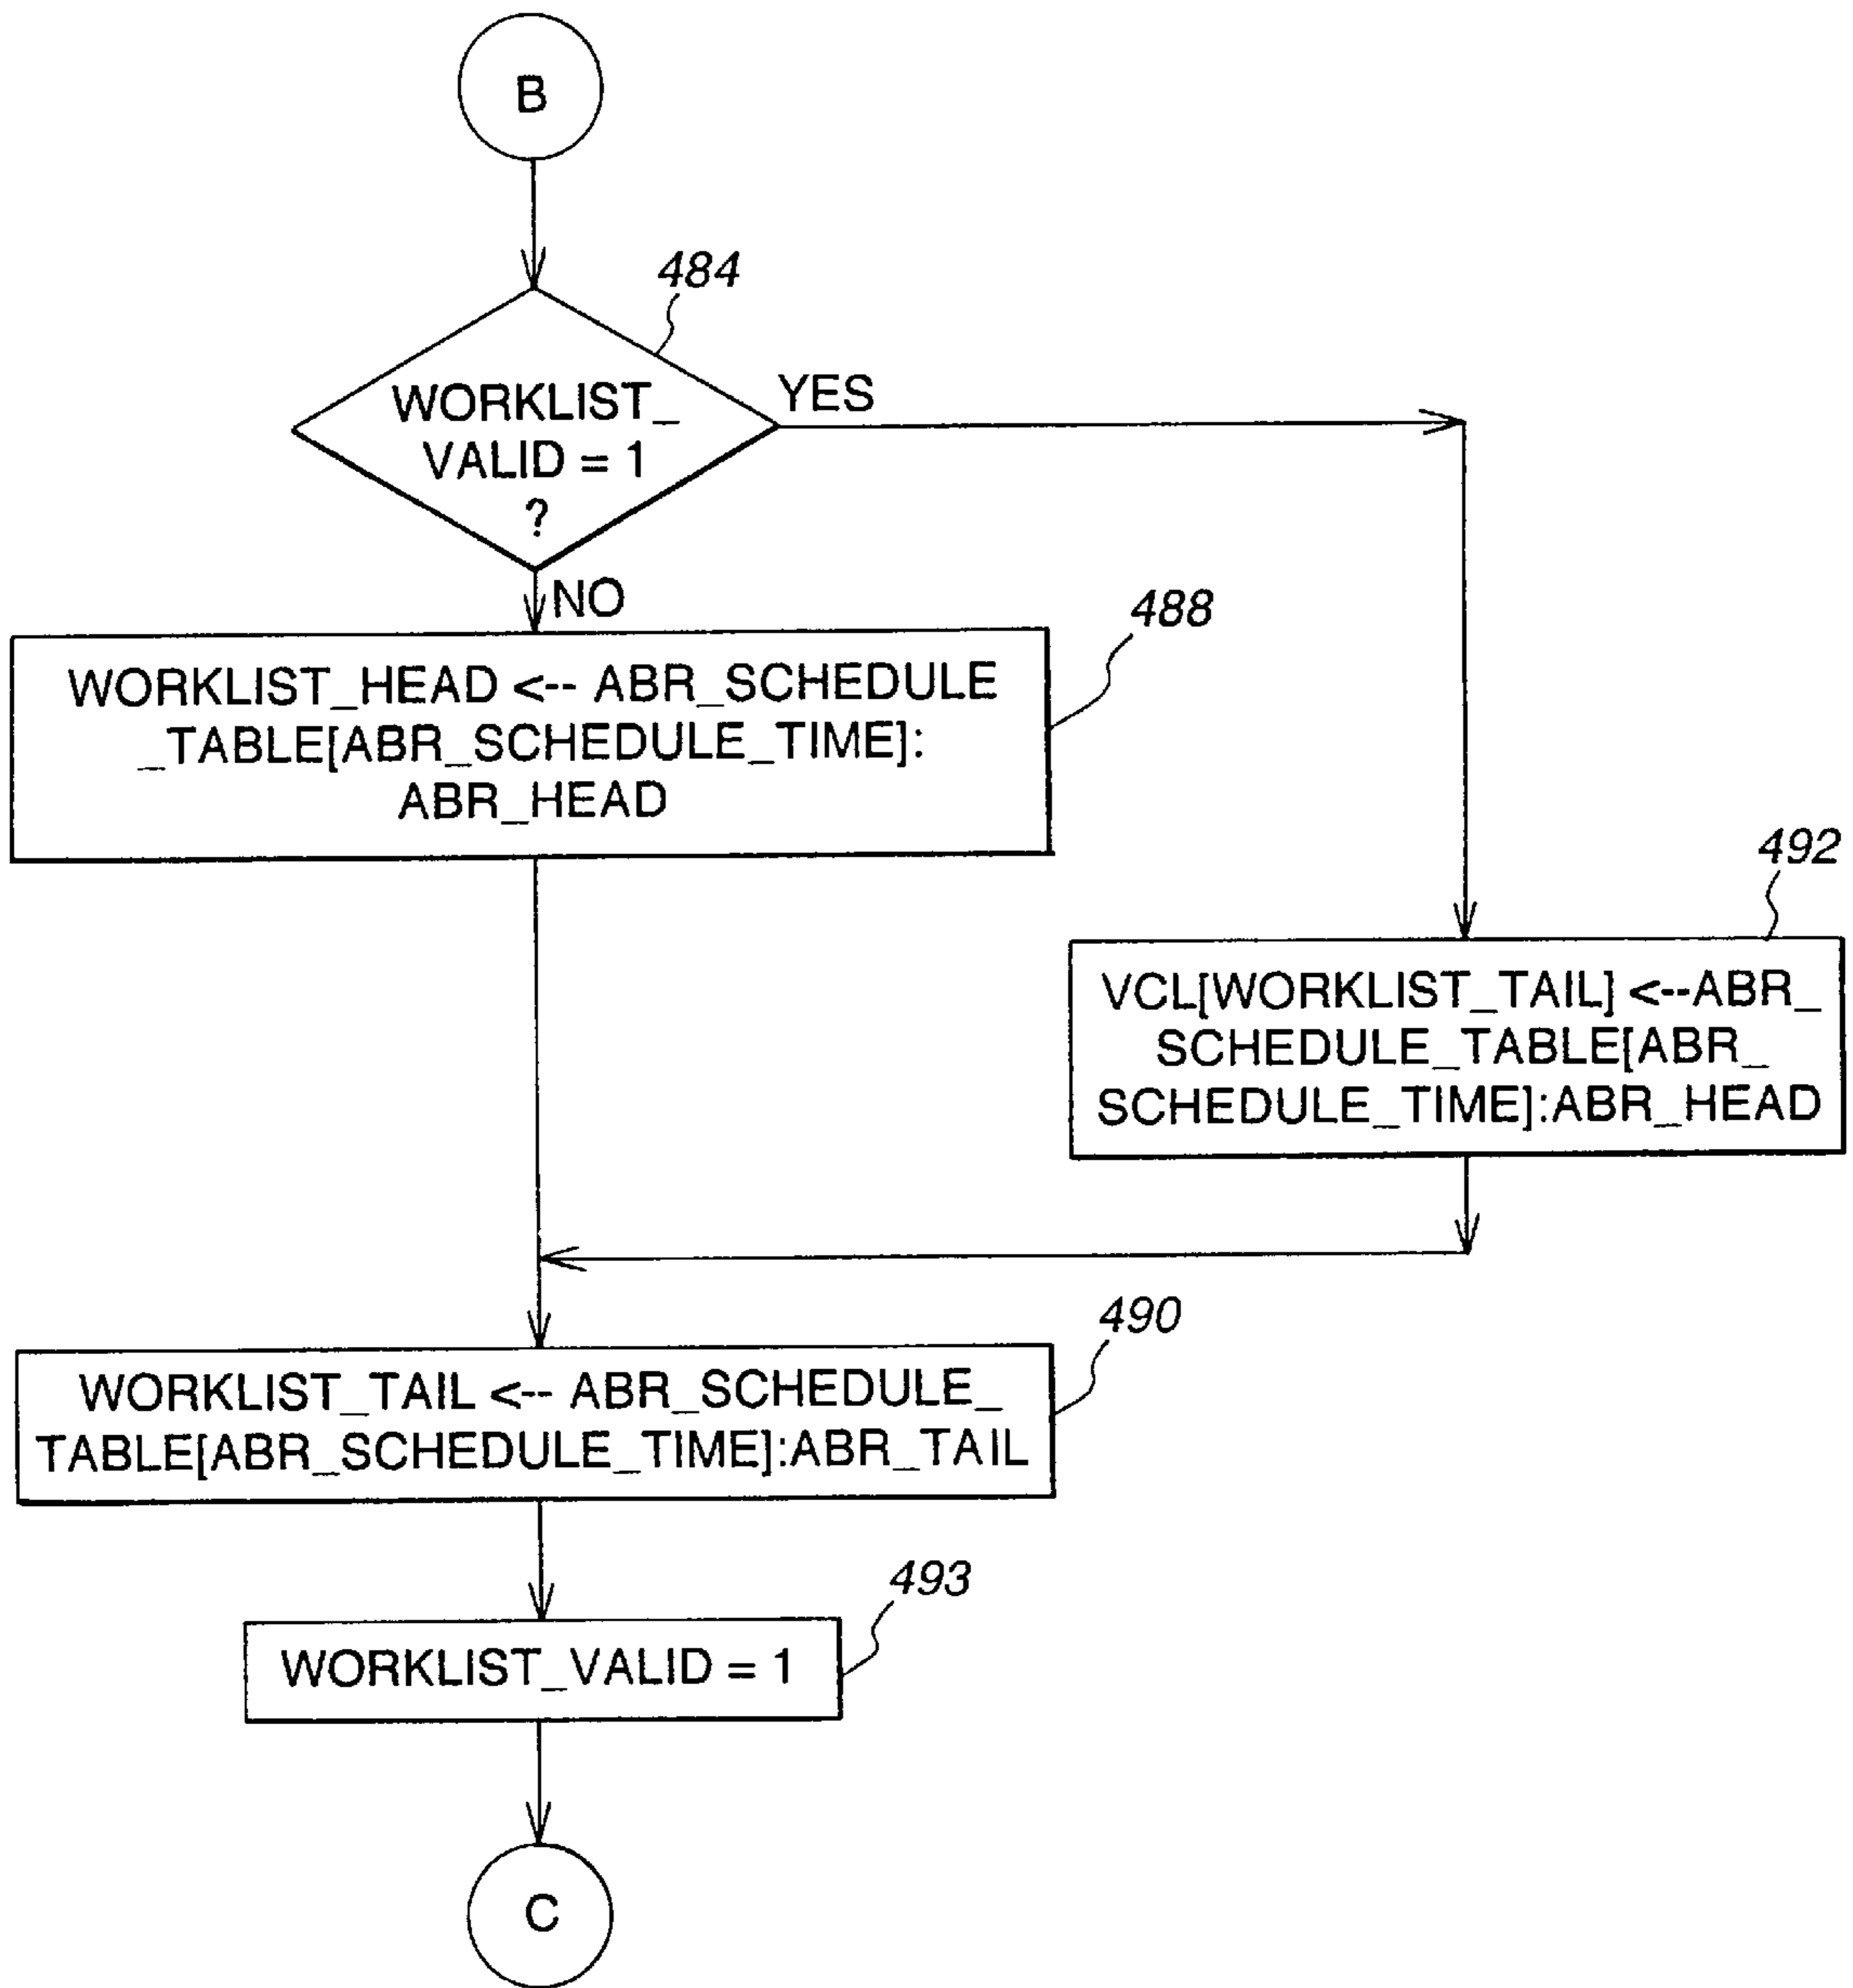 B
484
WORKLIST_
VALID = 1
?
YES
NO
488
WORKLIST_HEAD <-- ABR_SCHEDULE
_TABLE[ABR_SCHEDULE_TIME]:
ABR_HEAD
492
VCL[WORKLIST_TAIL] <--ABR_
SCHEDULE_TABLE[ABR_
SCHEDULE_TIME]:ABR_HEAD
490
WORKLIST_TAIL <-- ABR_SCHEDULE_
TABLE[ABR_SCHEDULE_TIME]:ABR_TAIL
493
WORKLIST_VALID = 1
C